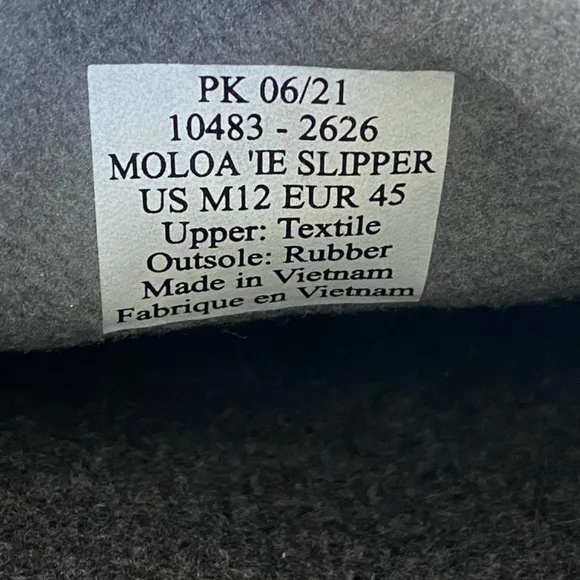 PK 06/21
10483 - 2626
MOLOA 'IE SLIPPER
US M12 EUR 45
Upper: Textile
Outsole: Rubber
Made in Vietnam
Fabrique en Vietnam